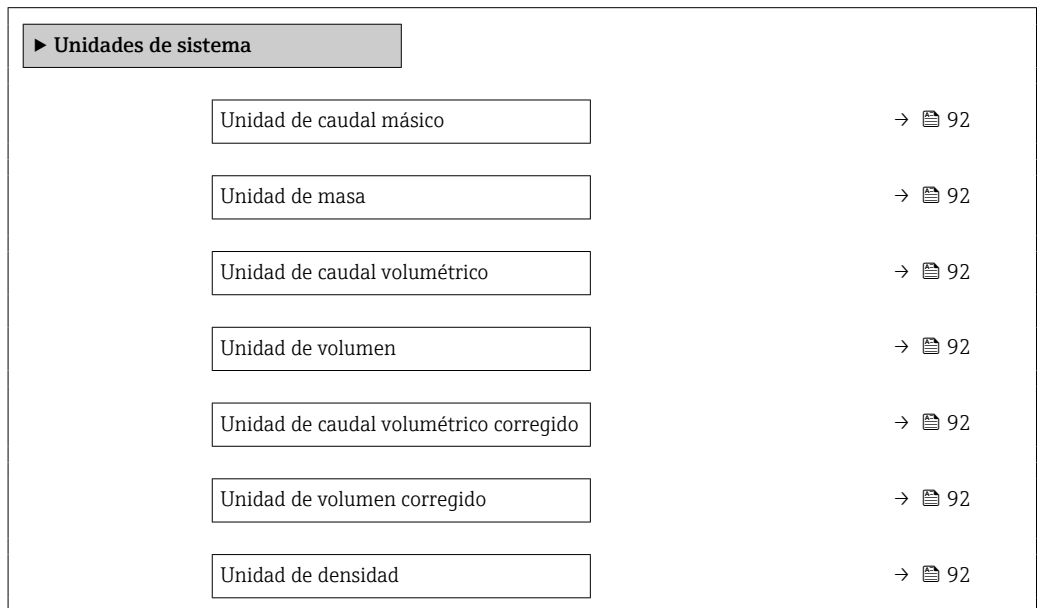 ▶ Unidades de sistema
Unidad de caudal másico → 92
Unidad de masa → 92
Unidad de caudal volumétrico → 92
Unidad de volumen → 92
Unidad de caudal volumétrico corregido → 92
Unidad de volumen corregido → 92
Unidad de densidad → 92